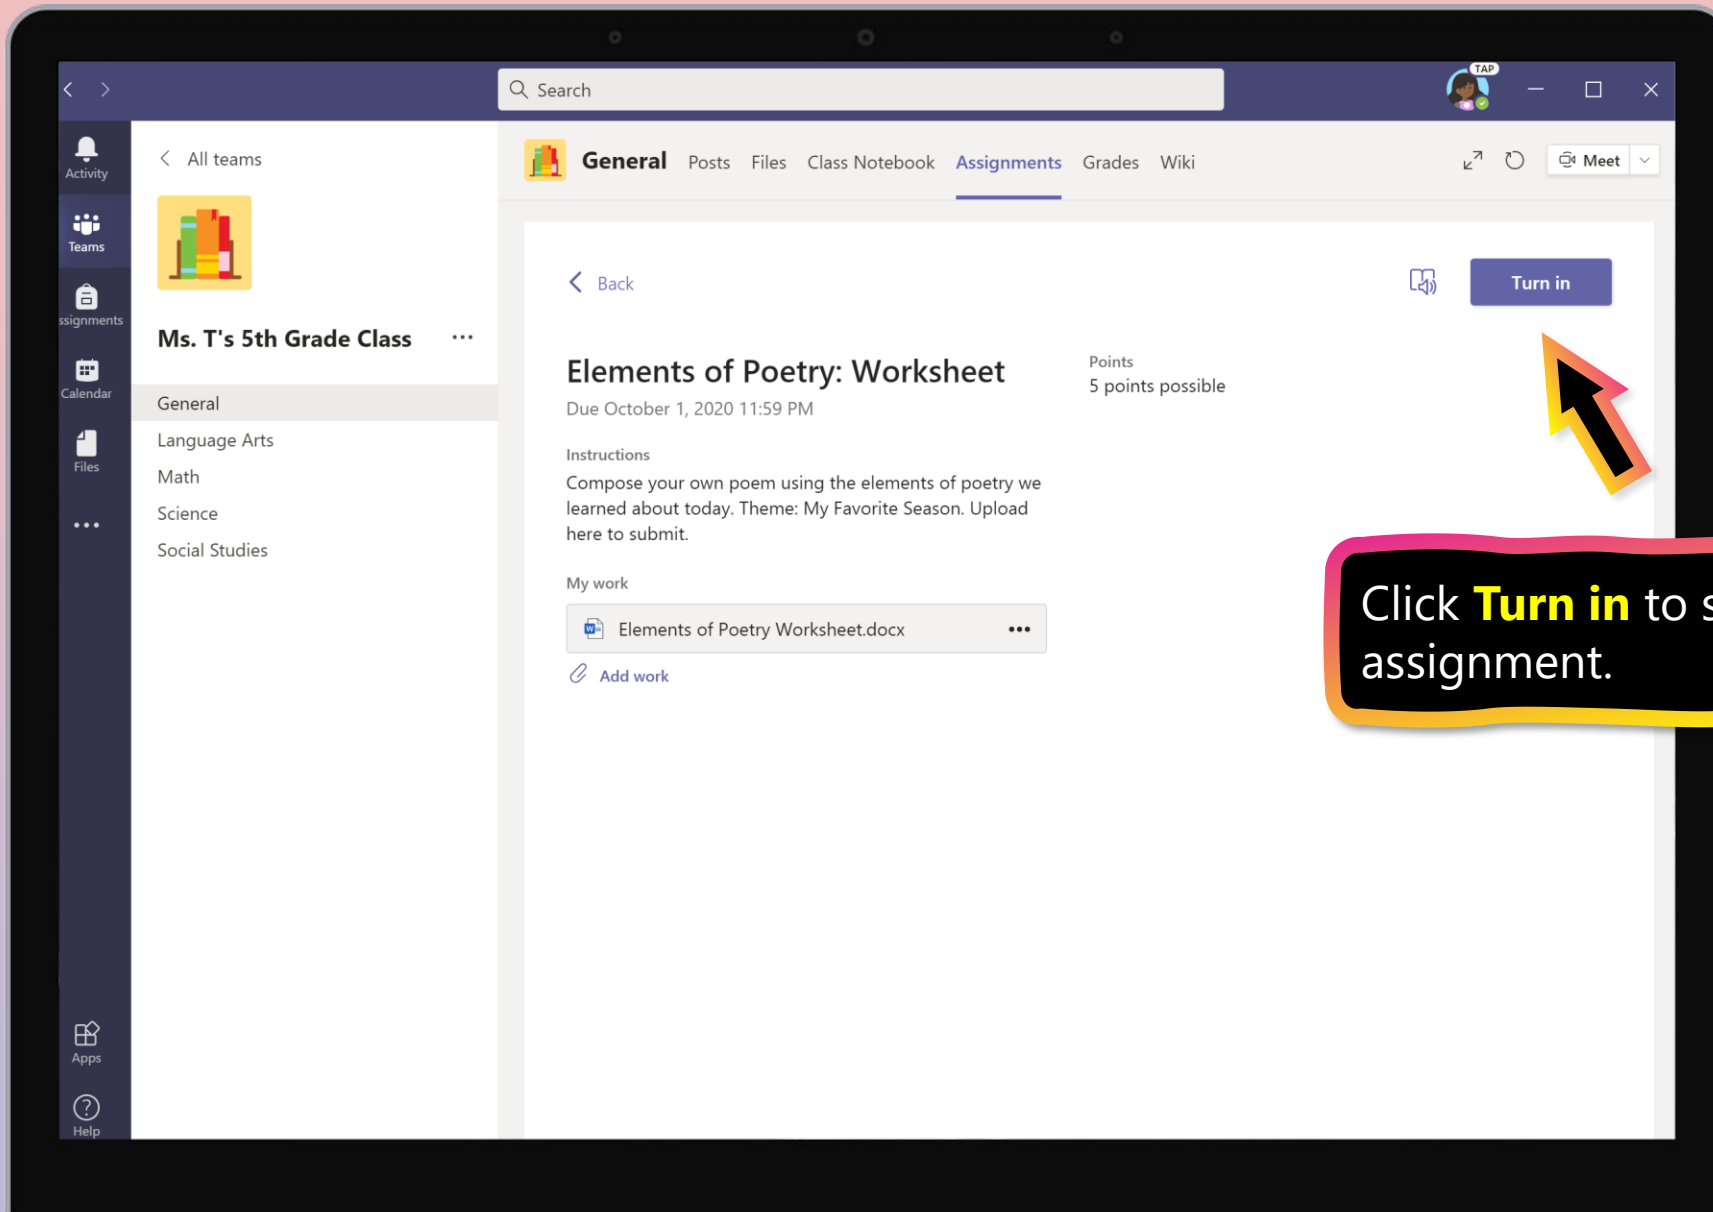 Search
TAP
Activity
Teams
ssignments
Calendar
Files
Apps
Help
All teams
Ms. T's 5th Grade Class
General
Language Arts
Math
Science
Social Studies
General Posts Files Class Notebook Assignments Grades Wiki
Meet
Back
Turn in
Elements of Poetry: Worksheet
Due October 1, 2020 11:59 PM
Points
5 points possible
Instructions
Compose your own poem using the elements of poetry we
learned about today. Theme: My Favorite Season. Upload
here to submit.
My work
Elements of Poetry Worksheet.docx
Add work
Click Turn in to s
assignment.